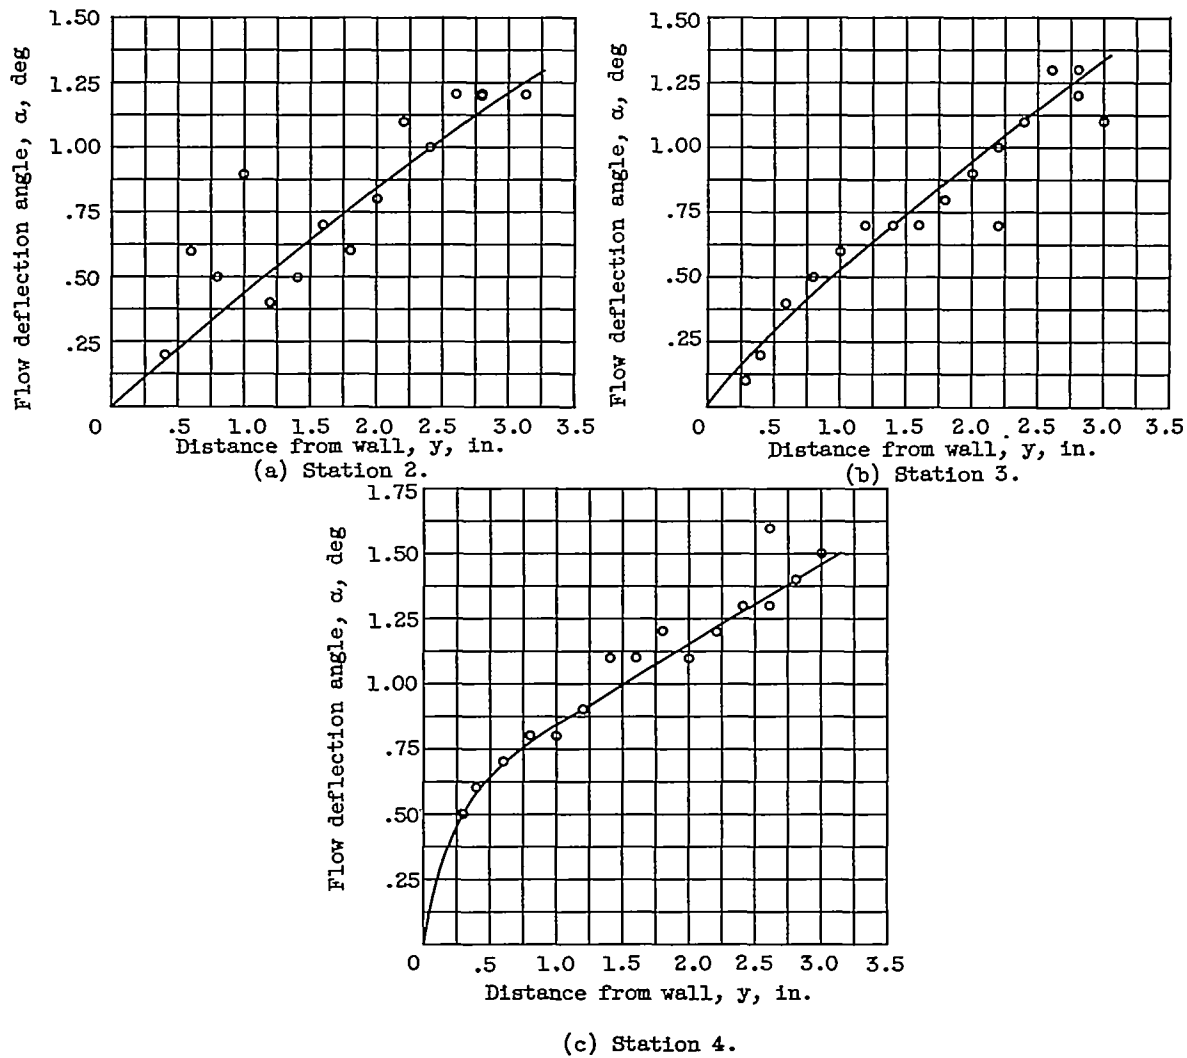 Flow deflection angle, α, deg
1.50
1.25
1.00
.75
.50
.25
0 .5 1.0 1.5 2.0 2.5 3.0 3.5
Distance from wall, y, in.
(a) Station 2.
Flow deflection angle, α, deg
1.50
1.25
1.00
.75
.50
.25
0 .5 1.0 1.5 2.0 2.5 3.0 3.5
Distance from wall, y, in.
(b) Station 3.
Flow deflection angle, α, deg
1.75
1.50
1.25
1.00
.75
.50
.25
0 .5 1.0 1.5 2.0 2.5 3.0 3.5
Distance from wall, y, in.
(c) Station 4.